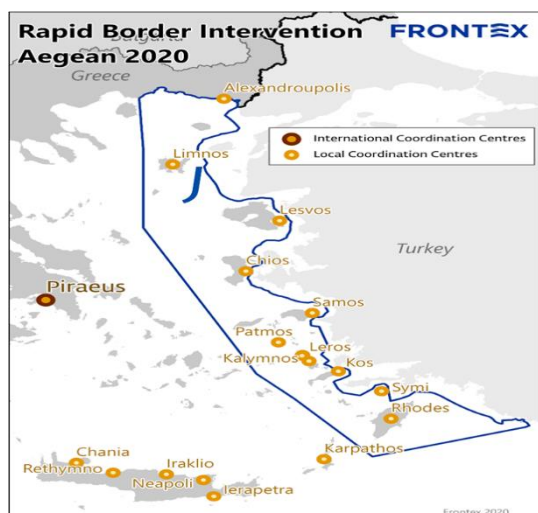 Rapid Border Intervention
Aegean 2020
FRONTEX
Bulgaria
Greece
Alexandroupolis
International Coordination Centres
Local Coordination Centres
Limnos
Lesvos
Turkey
Chios
Piraeus
Samos
Patmos
Leros
Kalymnos
Kos
Symi
Rhodes
Karpathos
Chania
Rethymno
Iraklio
Neapoli
Ierapetra
Frontex 2020